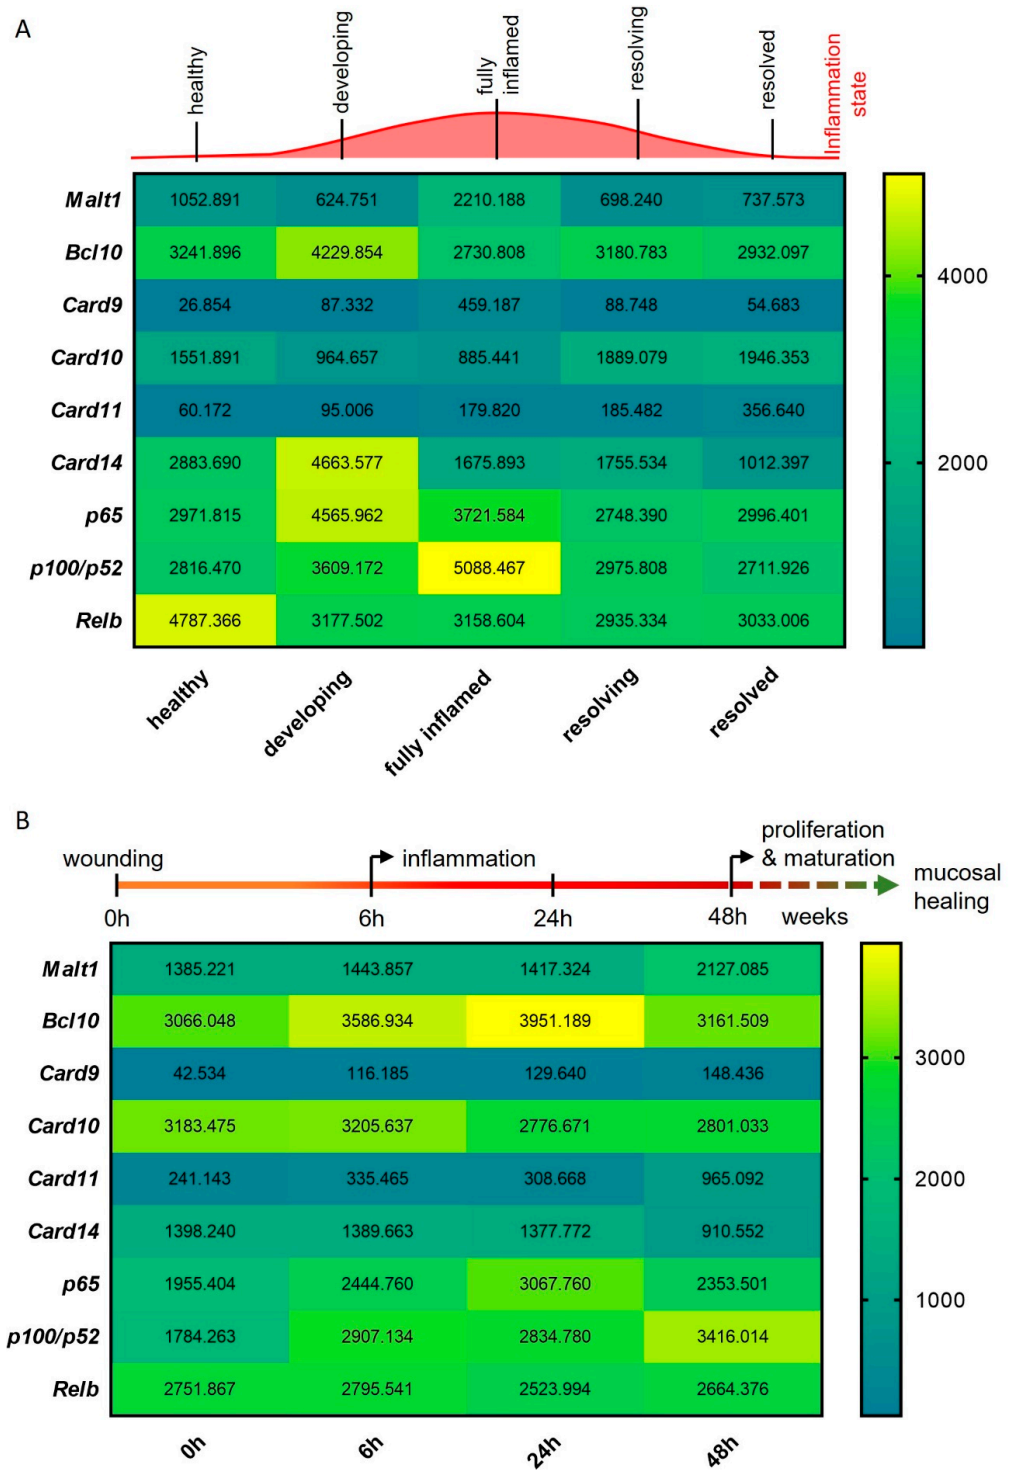 A
healthy
developing
fully
inflamed
resolving
resolved
Inflammation
state
Malt1 1052.891 624.751 2210.188 698.240 737.573
Bcl10 3241.896 4229.854 2730.808 3180.783 2932.097
Card9 26.854 87.332 459.187 88.748 54.683
Card10 1551.891 964.657 885.441 1889.079 1946.353
Card11 60.172 95.006 179.820 185.482 356.640
Card14 2883.690 4663.577 1675.893 1755.534 1012.397
p65 2971.815 4565.962 3721.584 2748.390 2996.401
p100/p52 2816.470 3609.172 5088.467 2975.808 2711.926
Relb 4787.366 3177.502 3158.604 2935.334 3033.006
4000
2000
healthy
developing
fully inflamed
resolving
resolved
B
wounding
inflammation
proliferation
& maturation
mucosal
healing
0h 6h 24h 48h weeks
Malt1 1385.221 1443.857 1417.324 2127.085
Bcl10 3066.048 3586.934 3951.189 3161.509
Card9 42.534 116.185 129.640 148.436
Card10 3183.475 3205.637 2776.671 2801.033
Card11 241.143 335.465 308.668 965.092
Card14 1398.240 1389.663 1377.772 910.552
p65 1955.404 2444.760 3067.760 2353.501
p100/p52 1784.263 2907.134 2834.780 3416.014
Relb 2751.867 2795.541 2523.994 2664.376
3000
2000
1000
0h
6h
24h
48h